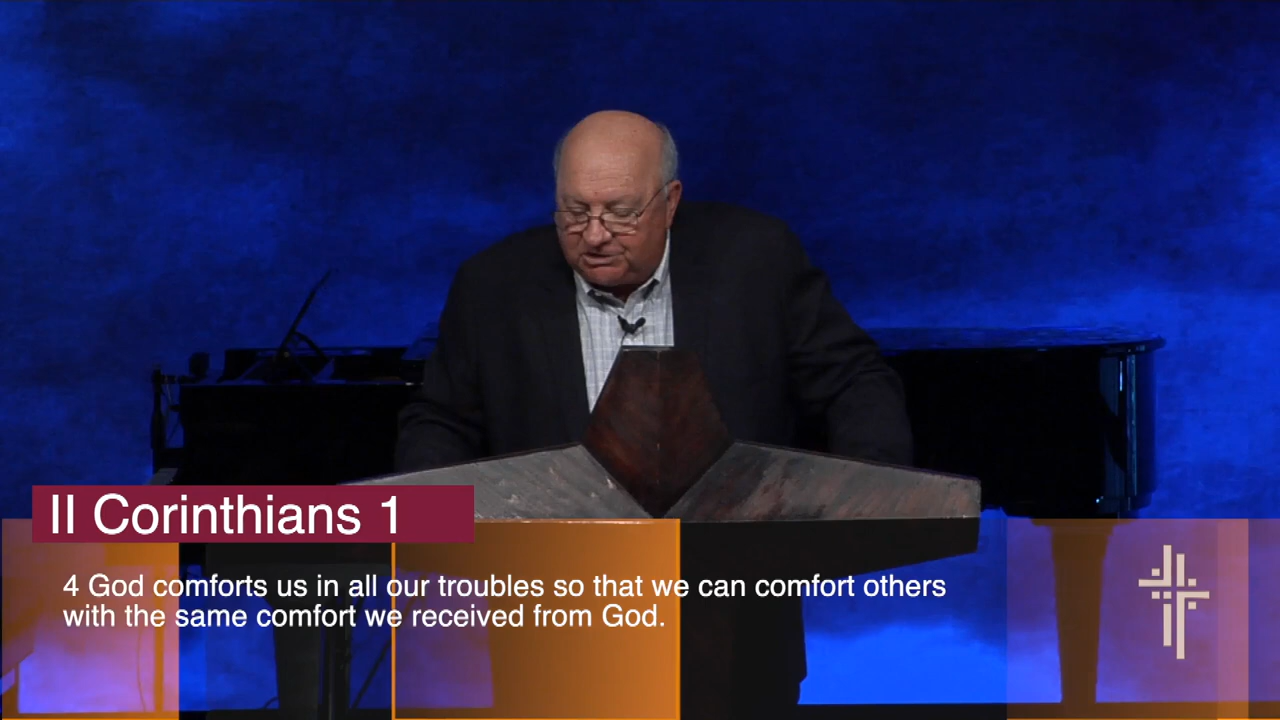 II Corinthians 1
4 God comforts us in all our troubles so that we can comfort others
with the same comfort we received from God.